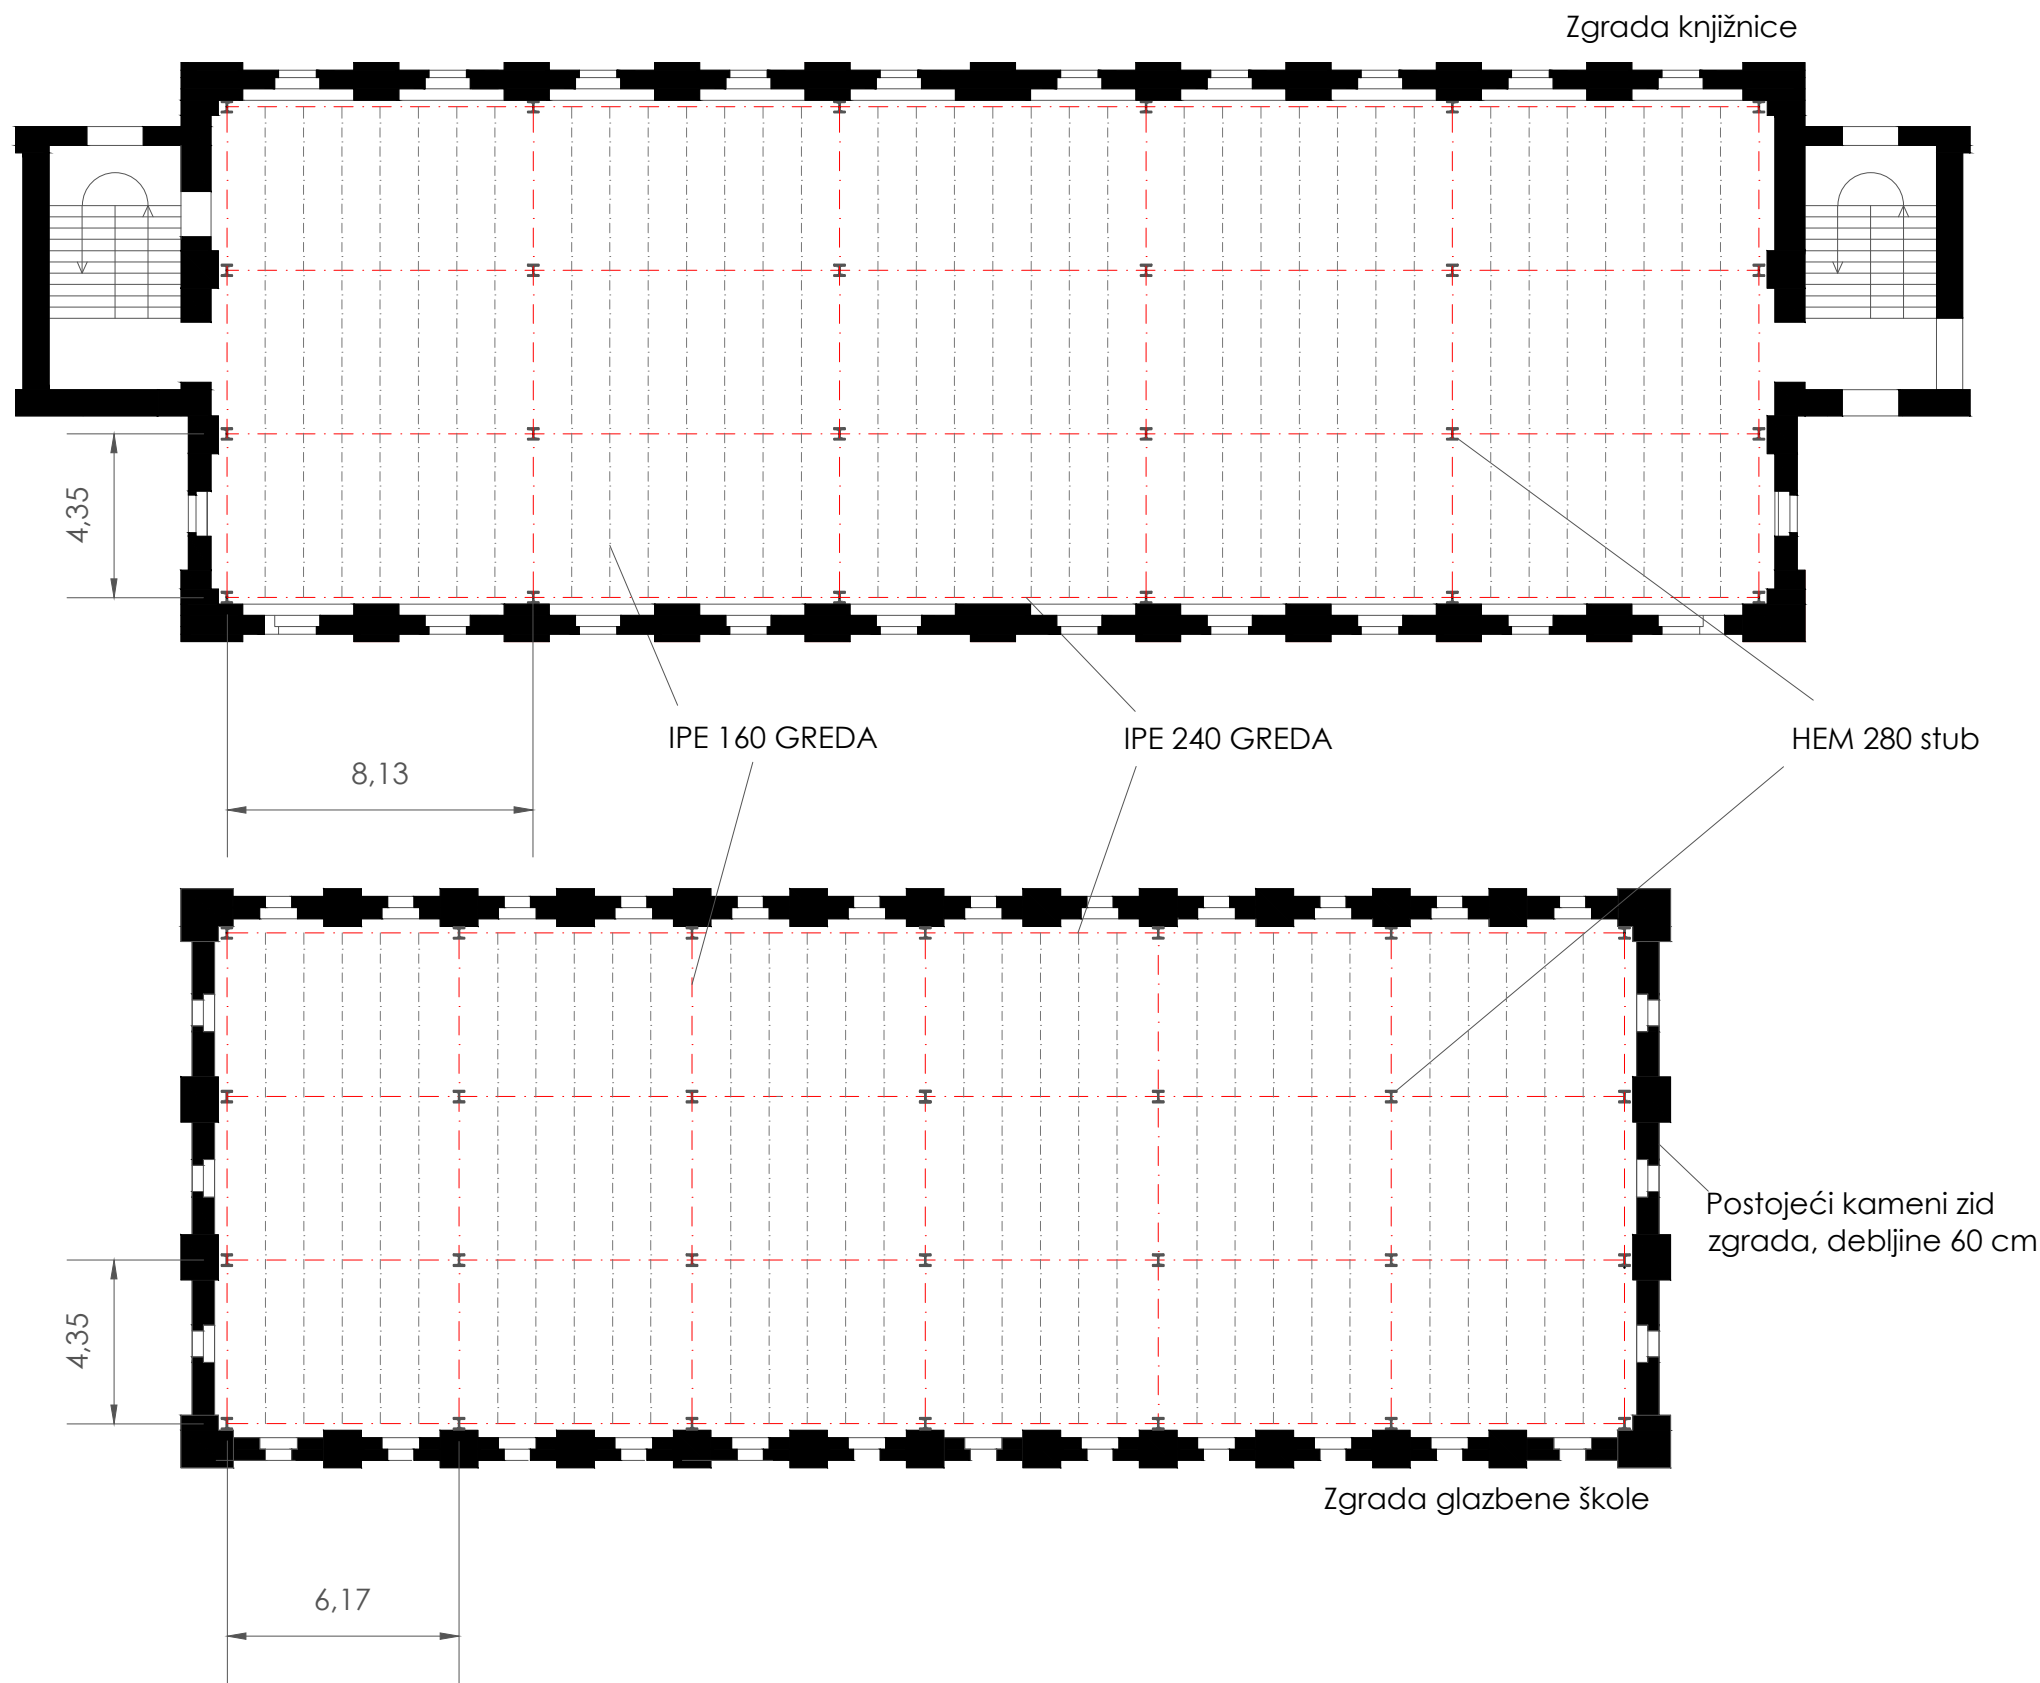 Zgrada knjižnice
4,35
IPE 160 GREDA
IPE 240 GREDA
HEM 280 stub
8,13
Postojeći kameni zid
zgrada, debljine 60 cm
4,35
Zgrada glazbene škole
6,17